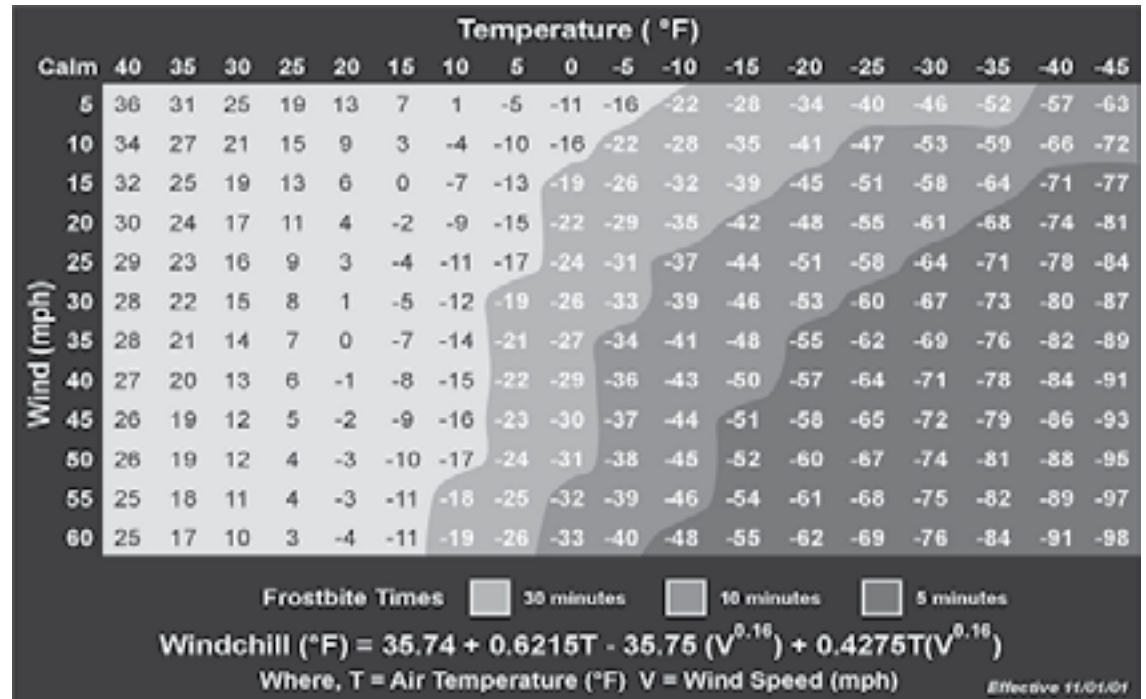 Temperature ( °F)
Calm 40 35 30 25 20 15 10 5 0 -5 -10 -15 -20 -25 -30 -35 -40 -45
5 36 31 25 19 13 7 1 -5 -11 -16 -22 -28 -34 -40 -46 -52 -57 -63
10 34 27 21 15 9 3 -4 -10 -16 -22 -28 -35 -41 -47 -53 -59 -66 -72
15 32 25 19 13 6 0 -7 -13 -19 -26 -32 -39 -45 -51 -58 -64 -71 -77
20 30 24 17 11 4 -2 -9 -15 -22 -29 -35 -42 -48 -55 -61 -68 -74 -81
25 29 23 16 9 3 -4 -11 -17 -24 -31 -37 -44 -51 -58 -64 -71 -78 -84
30 28 22 15 8 1 -5 -12 -19 -26 -33 -39 -46 -53 -60 -67 -73 -80 -87
35 28 21 14 7 0 -7 -14 -21 -27 -34 -41 -48 -55 -62 -69 -76 -82 -89
40 27 20 13 6 -1 -8 -15 -22 -29 -36 -43 -50 -57 -64 -71 -78 -84 -91
45 26 19 12 5 -2 -9 -16 -23 -30 -37 -44 -51 -58 -65 -72 -79 -86 -93
50 26 19 12 4 -3 -10 -17 -24 -31 -38 -45 -52 -60 -67 -74 -81 -88 -95
55 25 18 11 4 -3 -11 -18 -25 -32 -39 -46 -54 -61 -68 -75 -82 -89 -97
60 25 17 10 3 -4 -11 -19 -26 -33 -40 -48 -55 -62 -69 -76 -84 -91 -98
Wind (mph)
Frostbite Times 30 minutes 10 minutes 5 minutes
Windchill (°F) = 35.74 + 0.6215T - 35.75 (V^0.16) + 0.4275T(V^0.16)
Where, T = Air Temperature (°F) V = Wind Speed (mph)
Effective 11/01/01